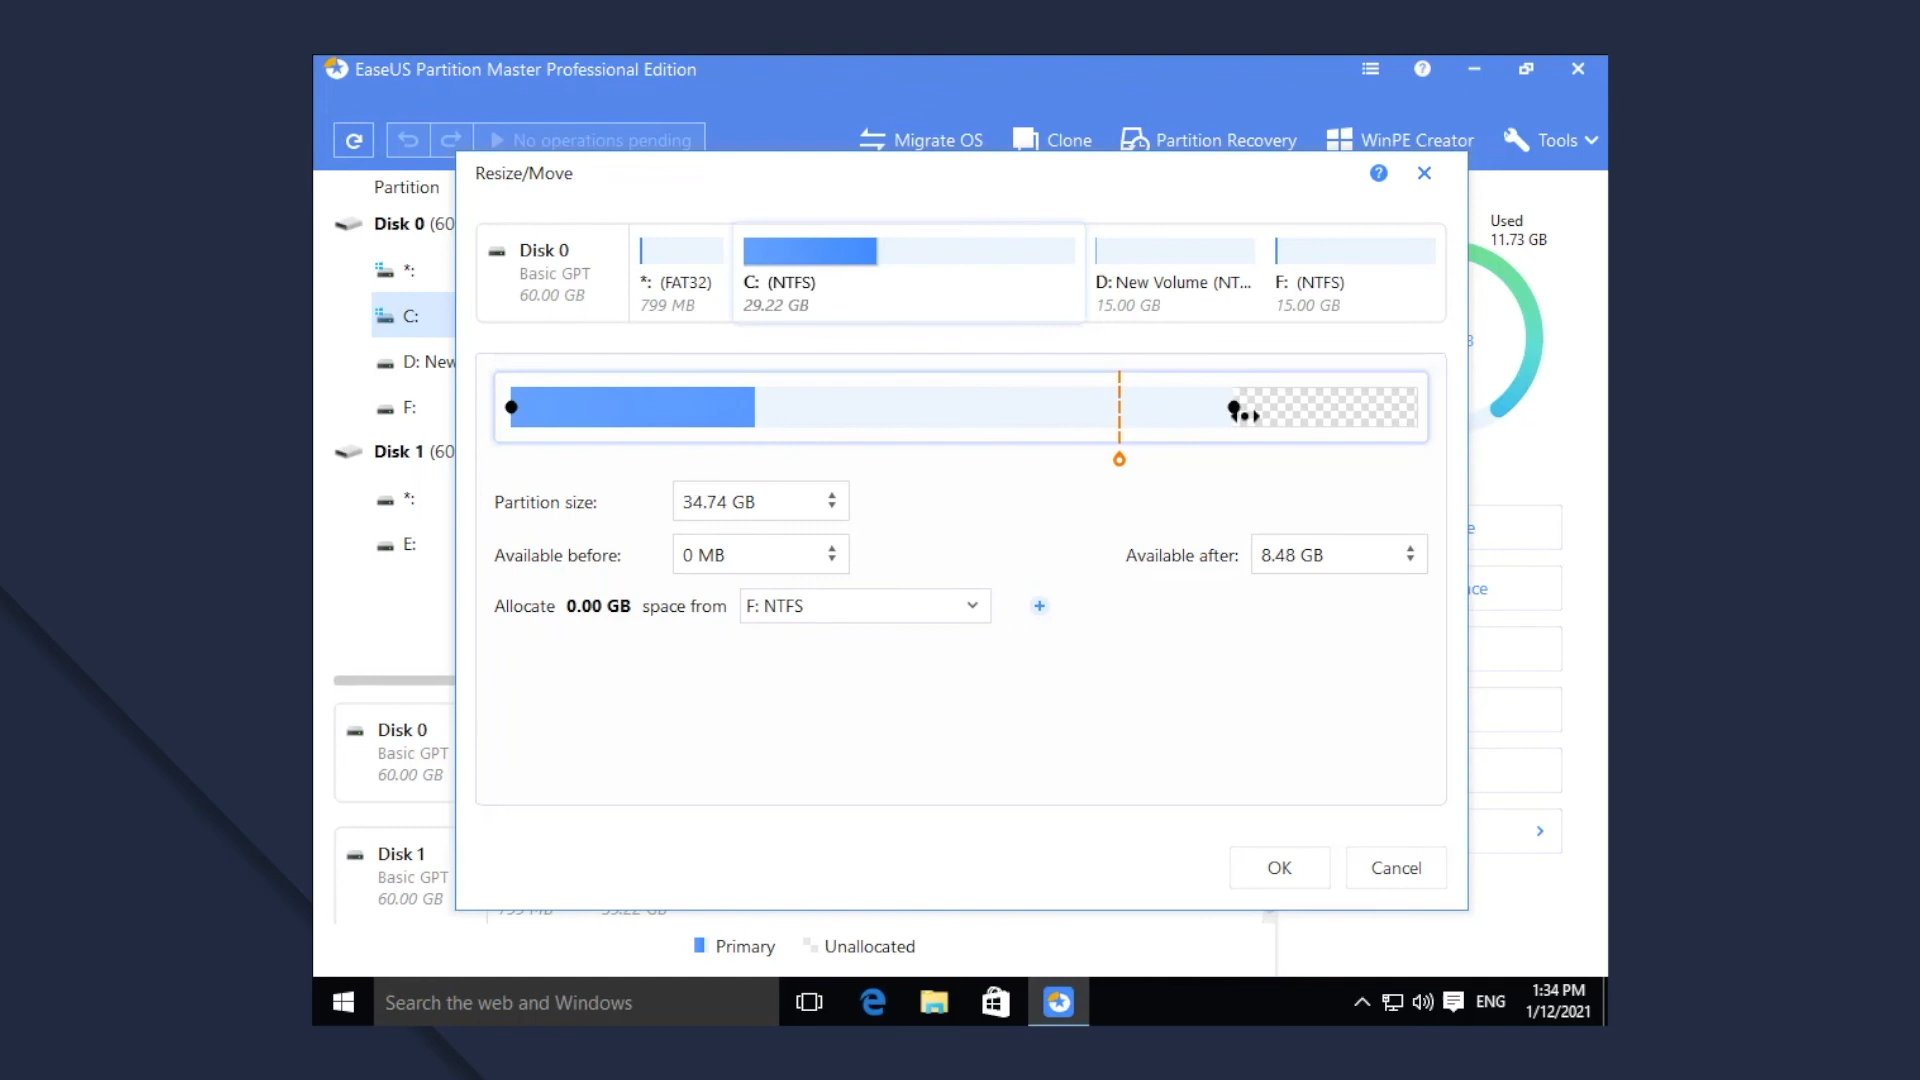 EaseUS Partition Master Professional Edition
No operations pending
Migrate OS
Clone
Partition Recovery
WinPE Creator
Tools
Resize/Move
Partition
Disk 0 (60
*:
C:
D: New
F:
Disk 1 (60
*:
E:
Disk 0
Basic GPT
60.00 GB
*: (FAT32)
799 MB
C: (NTFS)
29.22 GB
D: New Volume (NT...
15.00 GB
F: (NTFS)
15.00 GB
Used
11.73 GB
Partition size:
34.74 GB
Available before:
0 MB
Available after:
8.48 GB
Allocate 0.00 GB space from
F: NTFS
+
OK
Cancel
Disk 0
Basic GPT
60.00 GB
Disk 1
Basic GPT
60.00 GB
Primary
Unallocated
Search the web and Windows
ENG
1:34 PM
1/12/2021